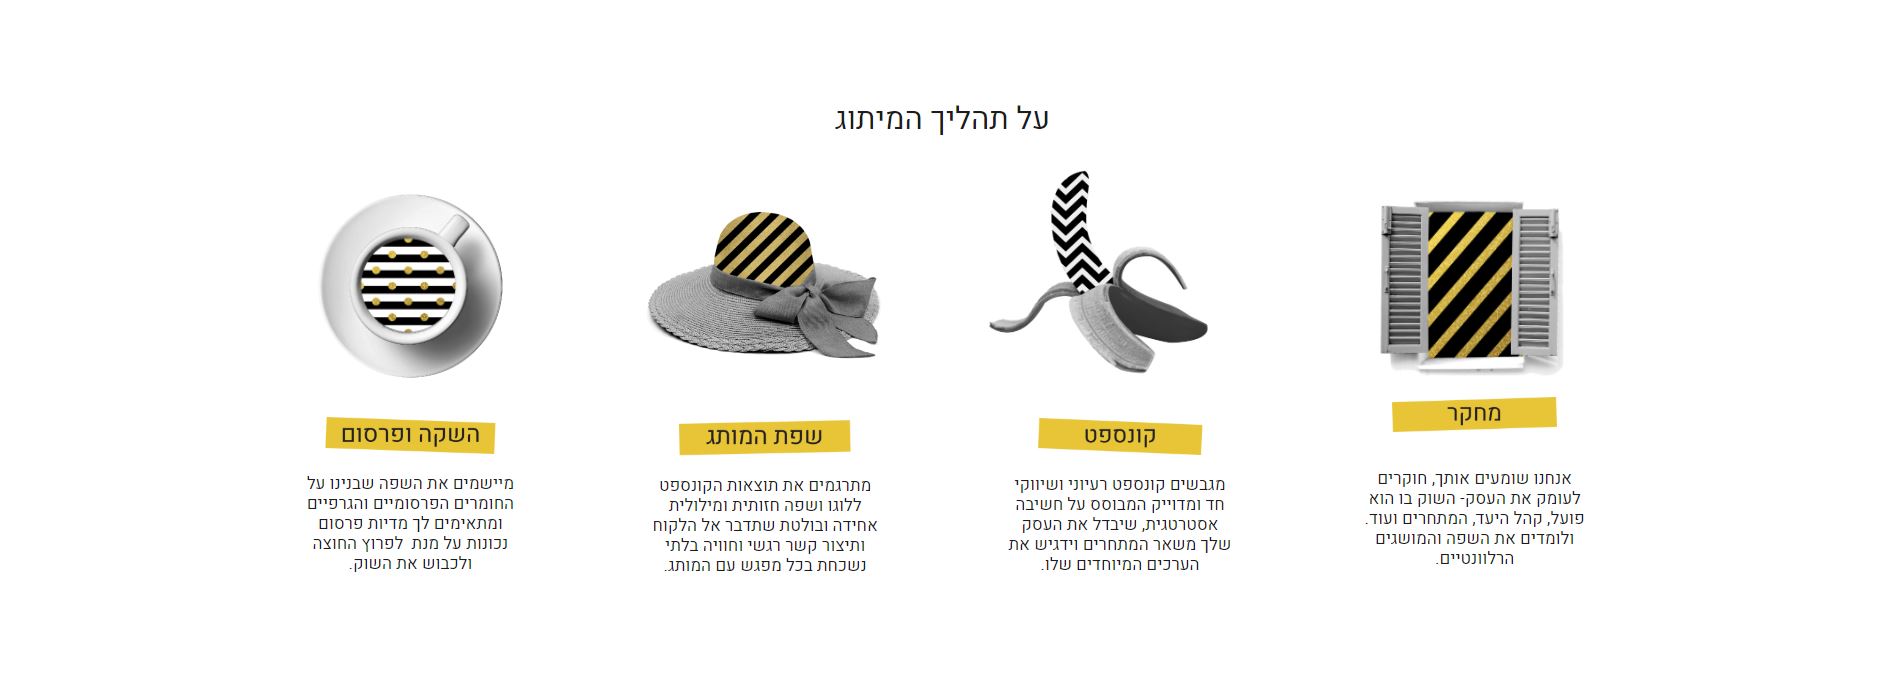 על תהליך המיתוג
מחקר
אנחנו שומעים אותך, חוקרים
לעומק את העסק- השוק בו הוא
פועל, קהל היעד, המתחרים ועוד.
ולומדים את השפה והמושגים
הרלוונטיים.
קונספט
מגבשים קונספט רעיוני ושיווקי
חד ומדוייק המבוסס על חשיבה
אסטרטגית, שיבדל את העסק
שלך משאר המתחרים וידגיש את
הערכים המיוחדים שלו.
שפת המותג
מתרגמים את תוצאות הקונספט
ללוגו ושפה חזותית ומילולית
אחידה ובולטת שתדבר אל הלקוח
ותיצור קשר רגשי וחוויה בלתי
נשכחת בכל מפגש עם המותג.
השקה ופרסום
מיישמים את השפה שבנינו על
החומרים הפרסומיים והגרפיים
ומתאימים לך מדיות פרסום
נכונות על מנת  לפרוץ החוצה
ולכבוש את השוק.